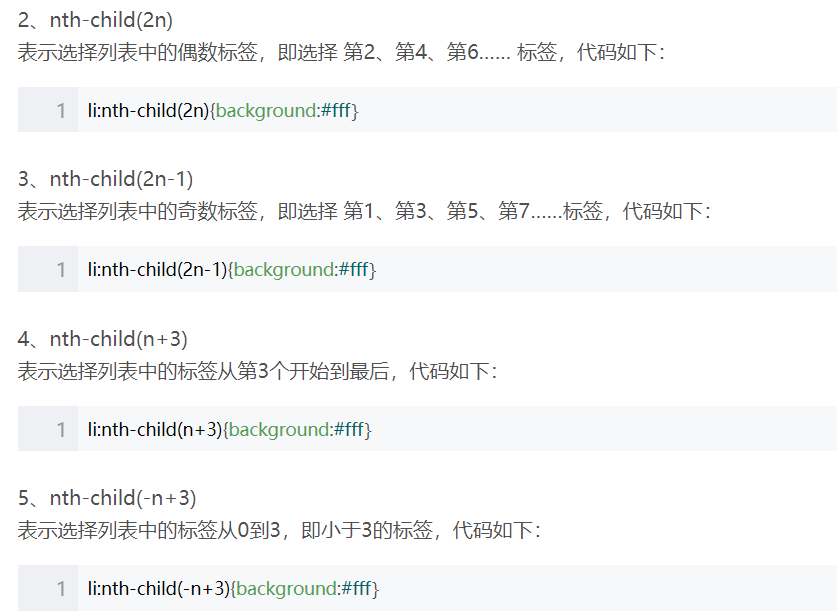 2、nth-child(2n)
表示选择列表中的偶数标签，即选择 第2、第4、第6…… 标签，代码如下：
1 li:nth-child(2n){background:#fff}
3、nth-child(2n-1)
表示选择列表中的奇数标签，即选择 第1、第3、第5、第7……标签，代码如下：
1 li:nth-child(2n-1){background:#fff}
4、nth-child(n+3)
表示选择列表中的标签从第3个开始到最后，代码如下：
1 li:nth-child(n+3){background:#fff}
5、nth-child(-n+3)
表示选择列表中的标签从0到3，即小于3的标签，代码如下：
1 li:nth-child(-n+3){background:#fff}